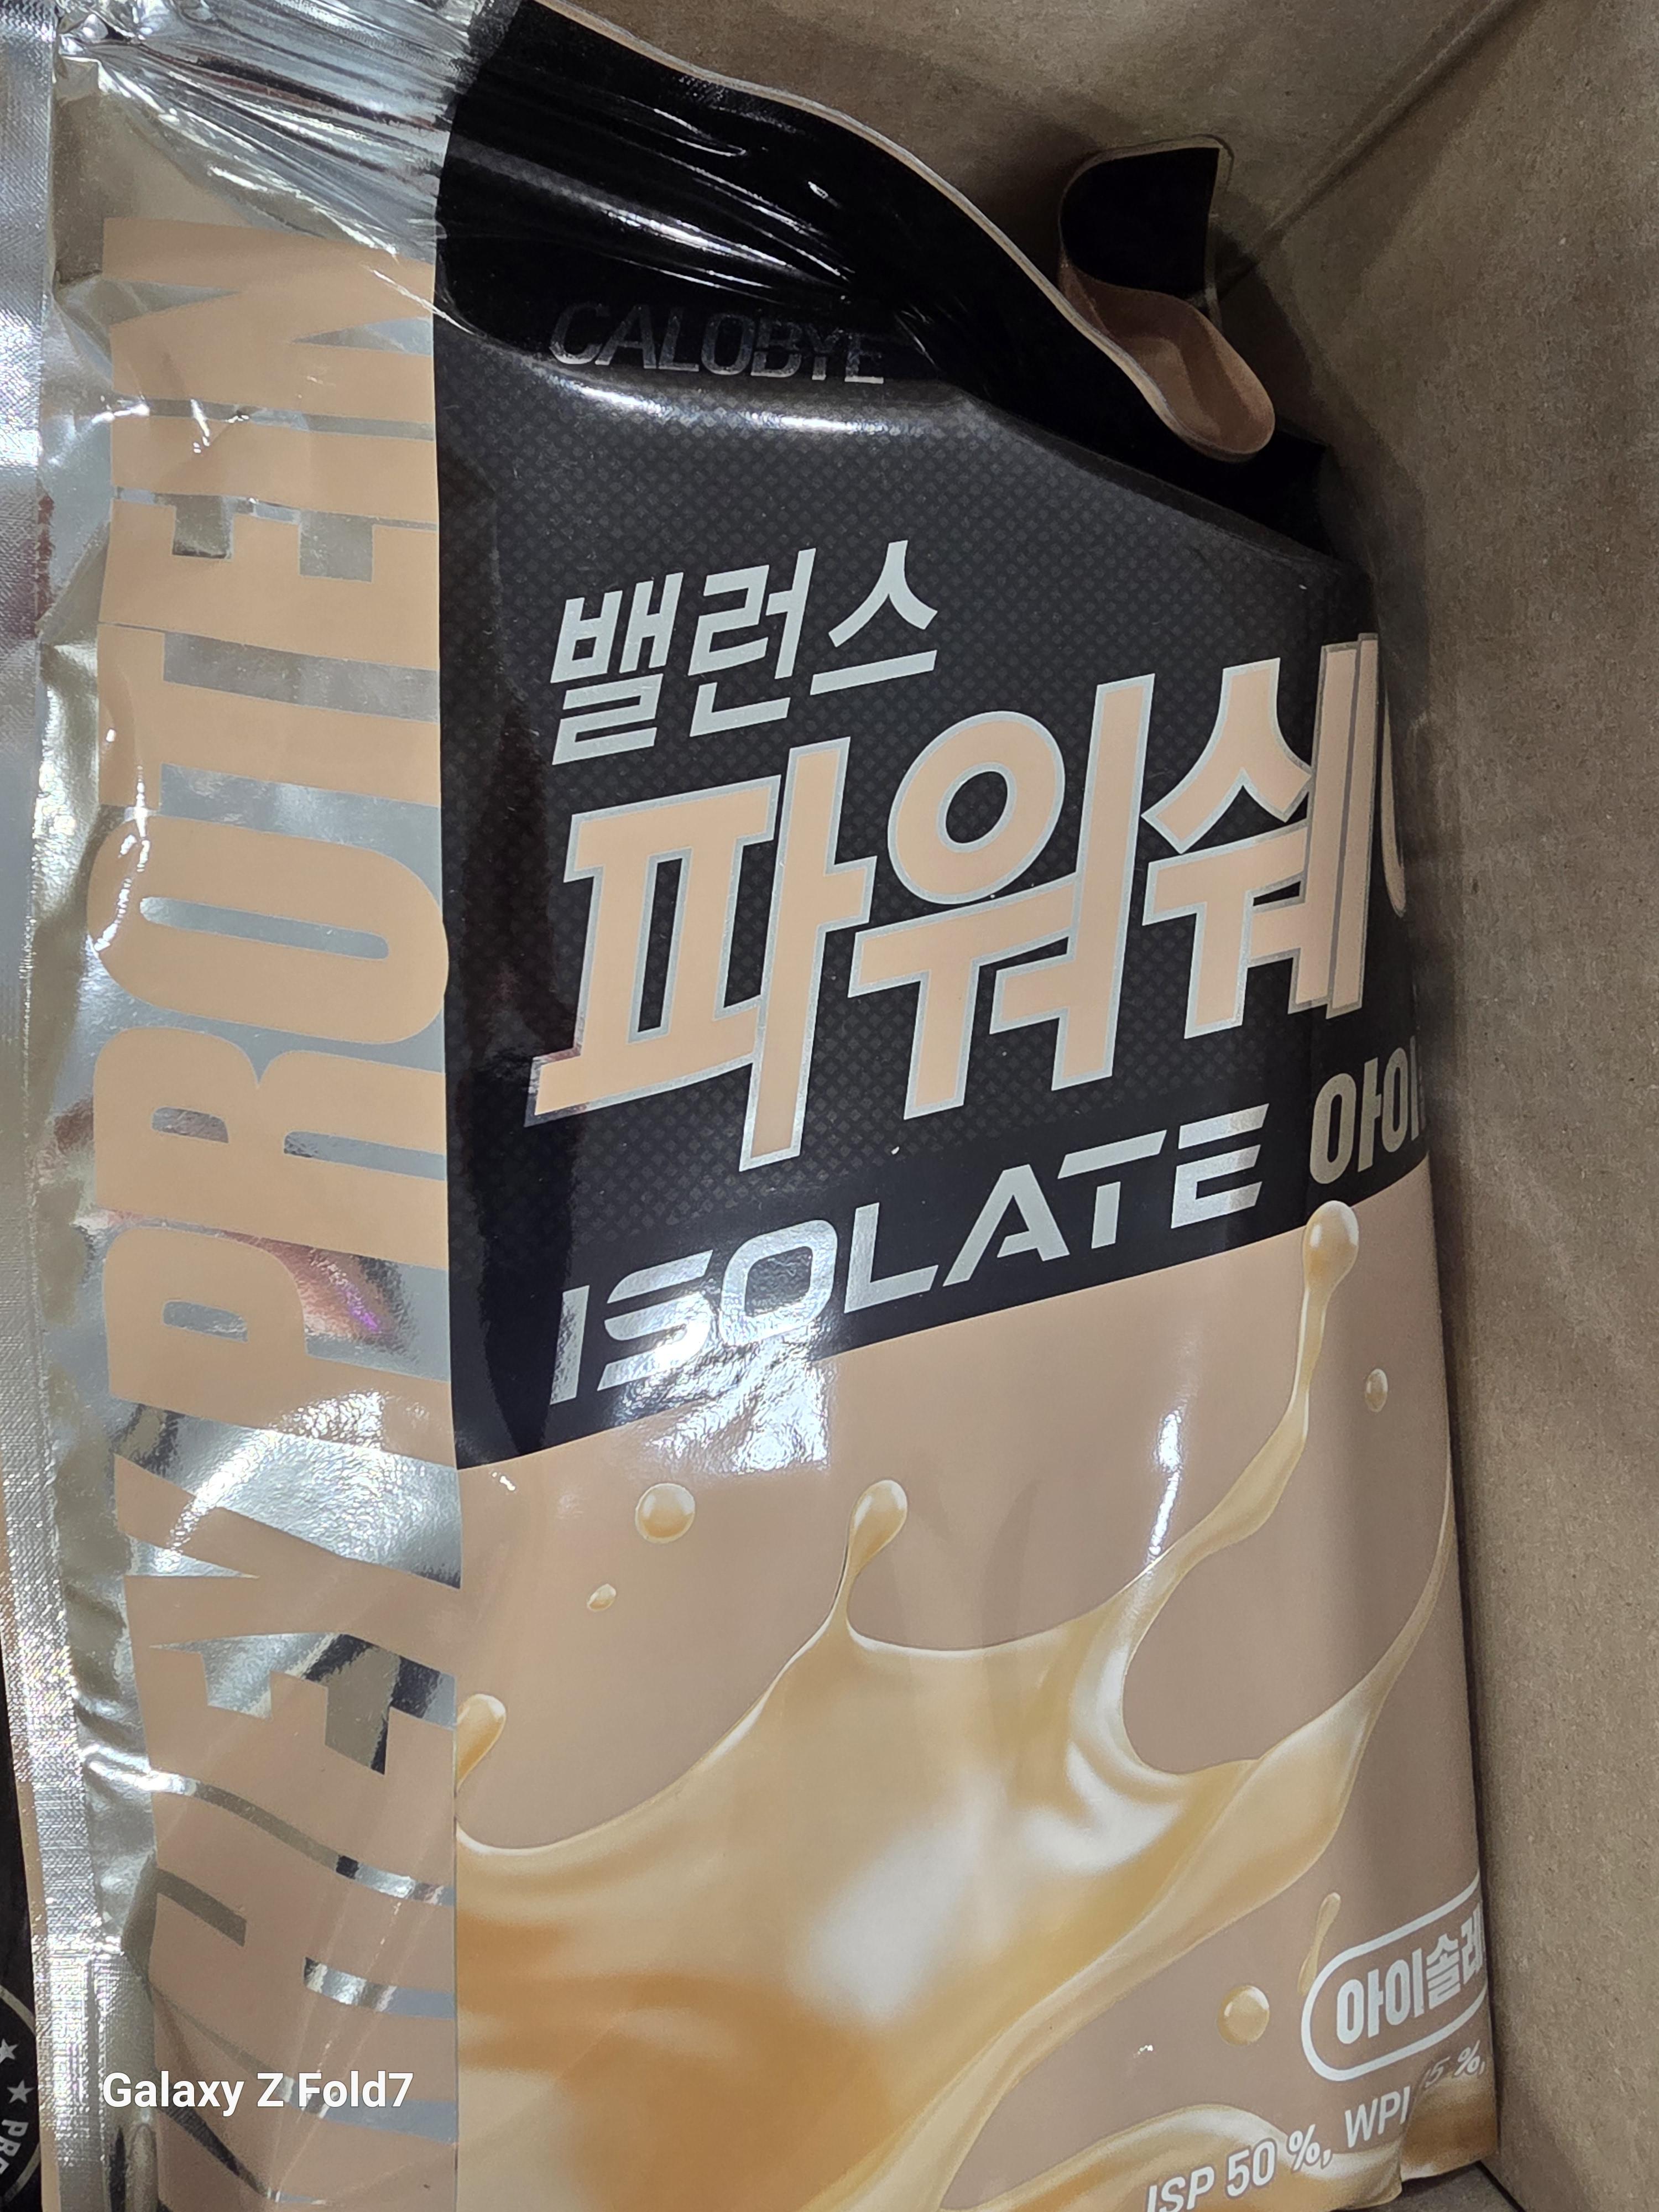 CALOBYE
밸런스
파워쉐
ISOLATE 아이
WHEY PROTEIN
아이솔레
ISP 50 %, WPI
Galaxy Z Fold7